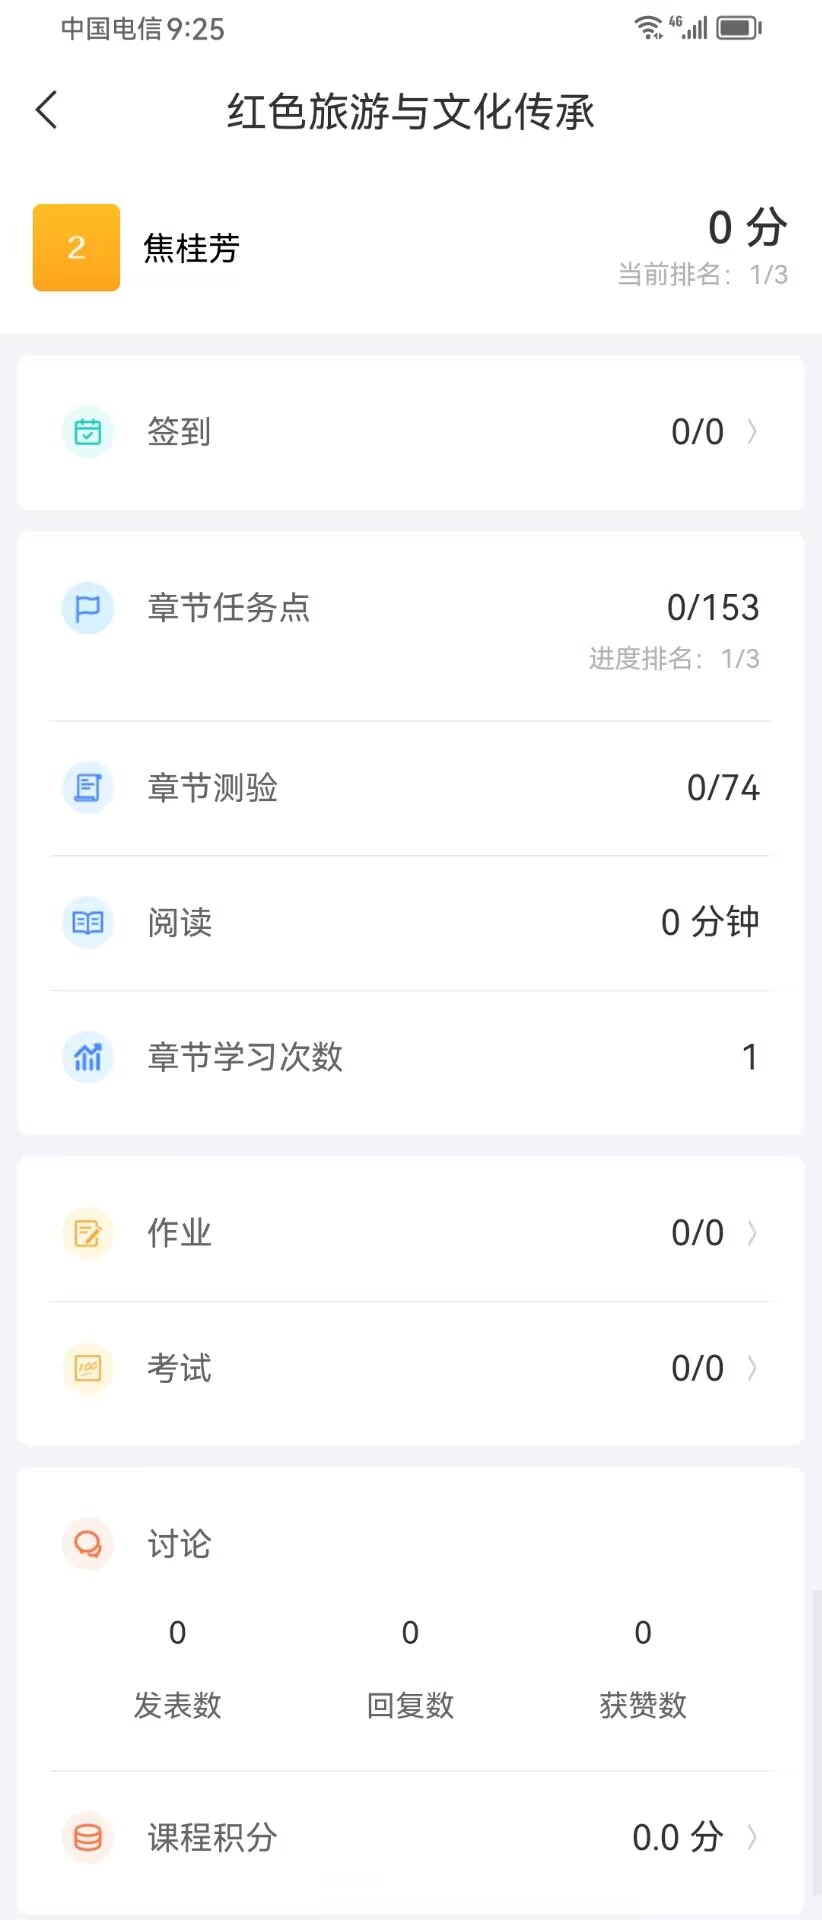 中国电信9:25
4G
红色旅游与文化传承
2
焦桂芳
0 分
当前排名：1/3
签到
0/0
章节任务点
0/153
进度排名：1/3
章节测验
0/74
阅读
0 分钟
章节学习次数
1
作业
0/0
100
考试
0/0
讨论
0 0 0
发表数 回复数 获赞数
课程积分
0.0 分